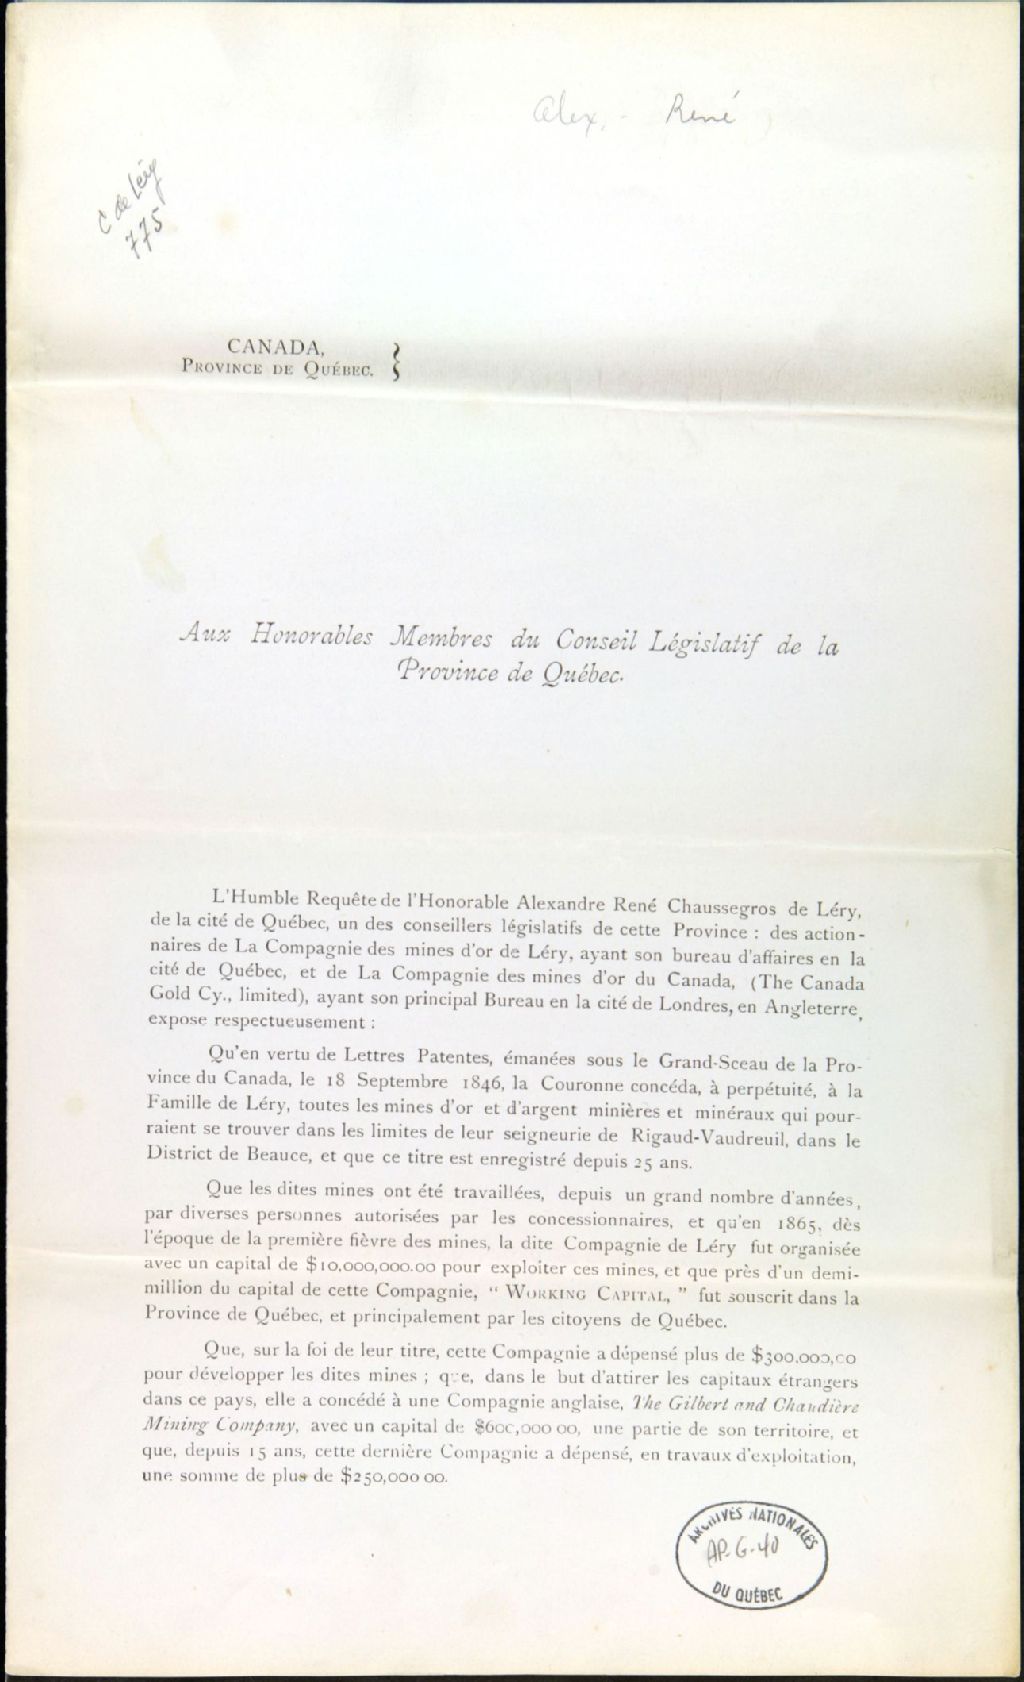 Alex. - René
C de Léry
775
CANADA,
PROVINCE DE QUÉBEC.
Aux Honorables Membres du Conseil Législatif de la
Province de Québec.
L'Humble Requête de l'Honorable Alexandre René Chaussegros de Léry,
de la cité de Québec, un des conseillers législatifs de cette Province : des action-
naires de La Compagnie des mines d'or de Léry, ayant son bureau d'affaires en la
cité de Québec, et de La Compagnie des mines d'or du Canada, (The Canada
Gold Cy., limited), ayant son principal Bureau en la cité de Londres, en Angleterre,
expose respectueusement :
Qu'en vertu de Lettres Patentes, émanées sous le Grand-Sceau de la Pro-
vince du Canada, le 18 Septembre 1846, la Couronne concéda, à perpétuité, à la
Famille de Léry, toutes les mines d'or et d'argent minières et minéraux qui pour-
raient se trouver dans les limites de leur seigneurie de Rigaud-Vaudreuil, dans le
District de Beauce, et que ce titre est enregistré depuis 25 ans.
Que les dites mines ont été travaillées, depuis un grand nombre d'années,
par diverses personnes autorisées par les concessionnaires, et qu'en 1865, dès
l'époque de la première fièvre des mines, la dite Compagnie de Léry fut organisée
avec un capital de $10,000,000.00 pour exploiter ces mines, et que près d'un demi-
million du capital de cette Compagnie, " WORKING CAPITAL, " fut souscrit dans la
Province de Québec, et principalement par les citoyens de Québec.
Que, sur la foi de leur titre, cette Compagnie a dépensé plus de $300.000,00
pour développer les dites mines ; que, dans le but d'attirer les capitaux étrangers
dans ce pays, elle a concédé à une Compagnie anglaise, The Gilbert and Chaudière
Mining Company, avec un capital de $600,000 00, une partie de son territoire, et
que, depuis 15 ans, cette dernière Compagnie a dépensé, en travaux d'exploitation,
une somme de plus de $250,000 00.
ARCHIVES NATIONALES
AP-G-40
DU QUÉBEC